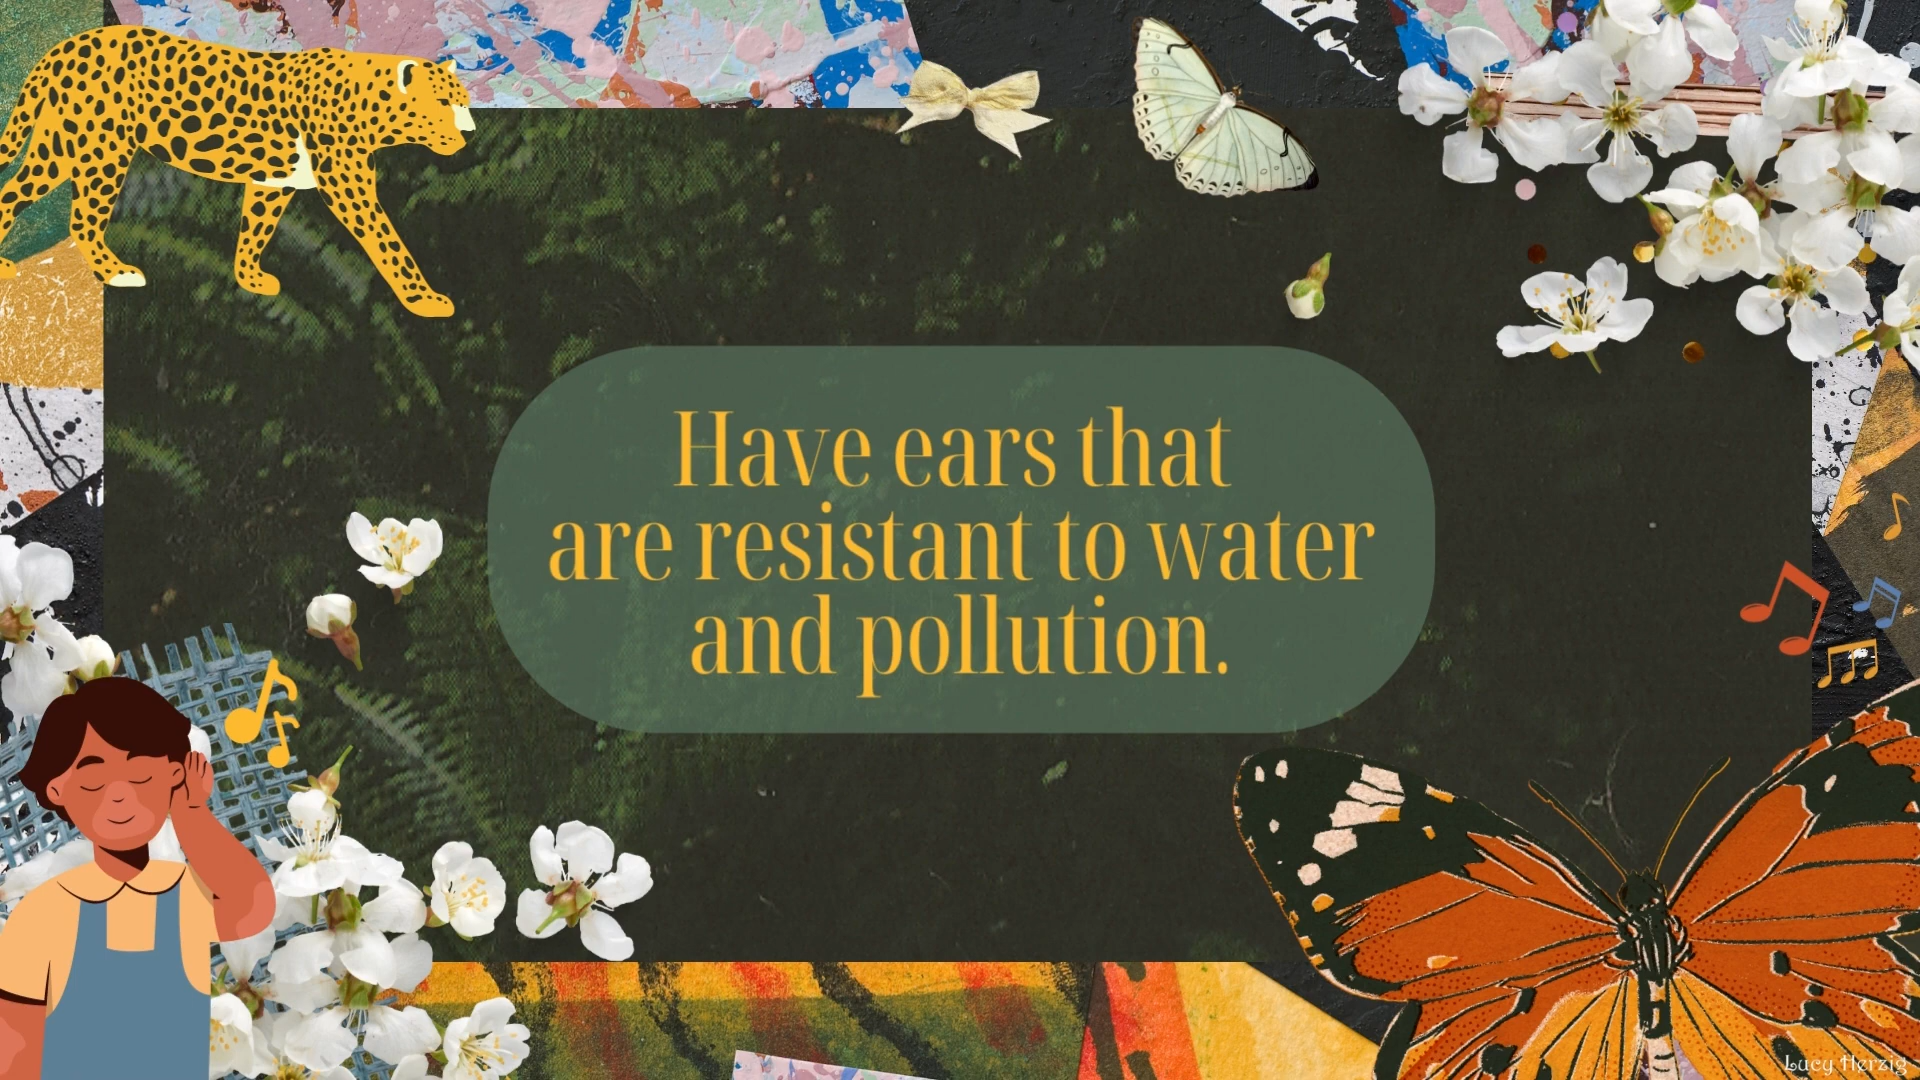 Have ears that
are resistant to water
and pollution.
Lucy Herzig